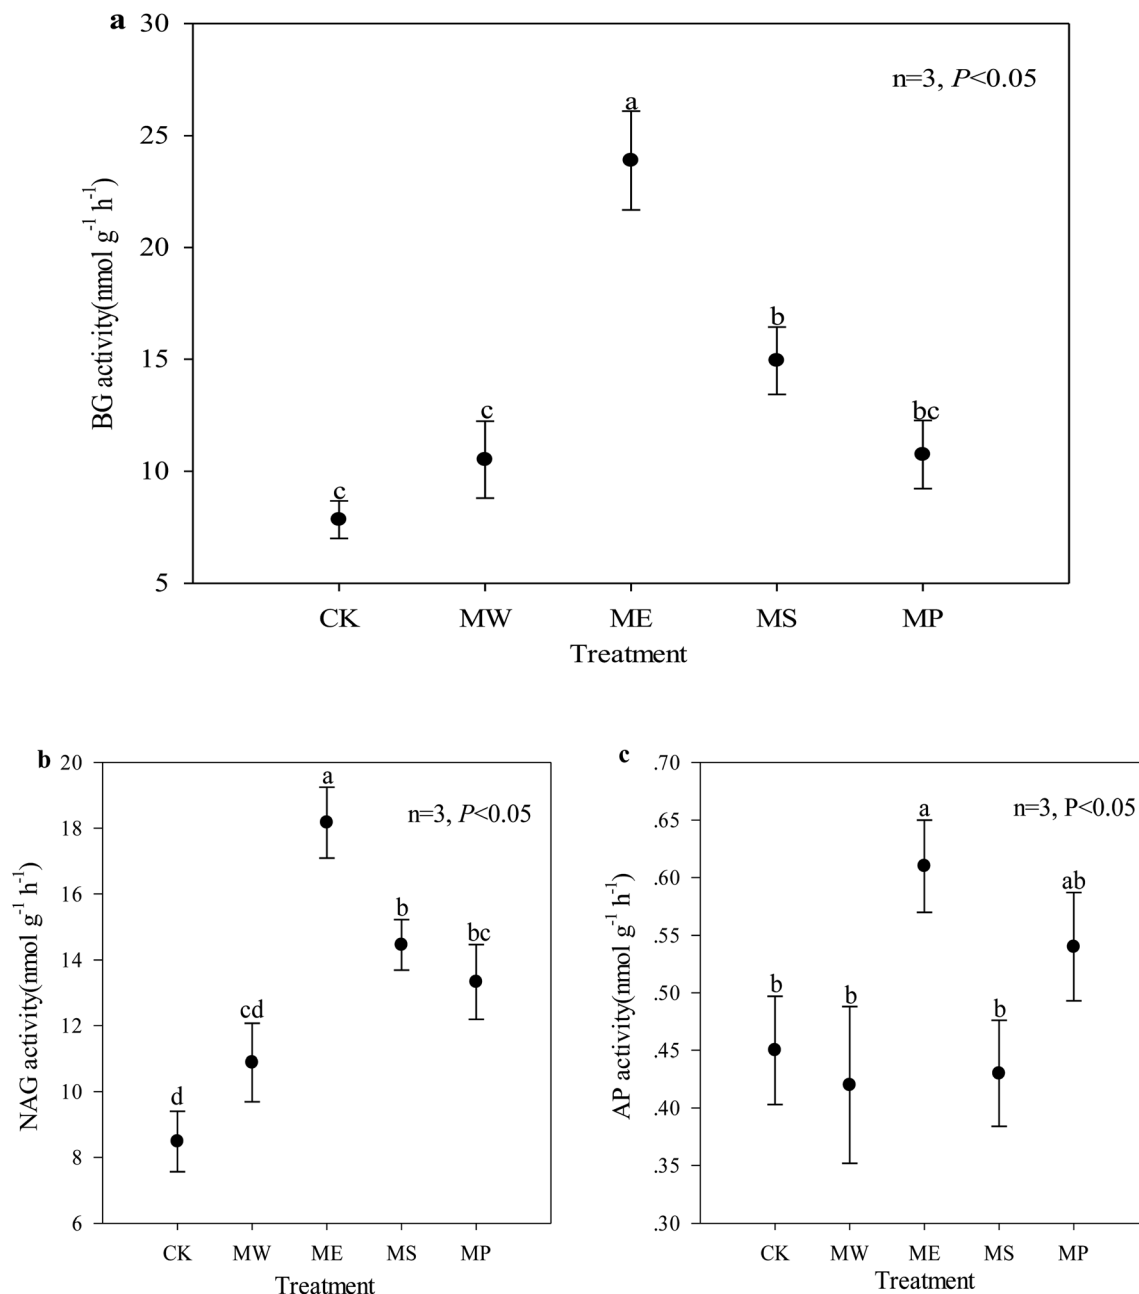 a
30
25
20
15
10
5
BG activity(nmol g⁻¹ h⁻¹)
n=3, P<0.05
c
c
a
b
bc
CK MW ME MS MP
Treatment
b
20
18
16
14
12
10
8
6
NAG activity(nmol g⁻¹ h⁻¹)
n=3, P<0.05
d
cd
a
b
bc
CK MW ME MS MP
Treatment
c
.70
.65
.60
.55
.50
.45
.40
.35
.30
AP activity(nmol g⁻¹ h⁻¹)
n=3, P<0.05
b
b
a
b
ab
CK MW ME MS MP
Treatment